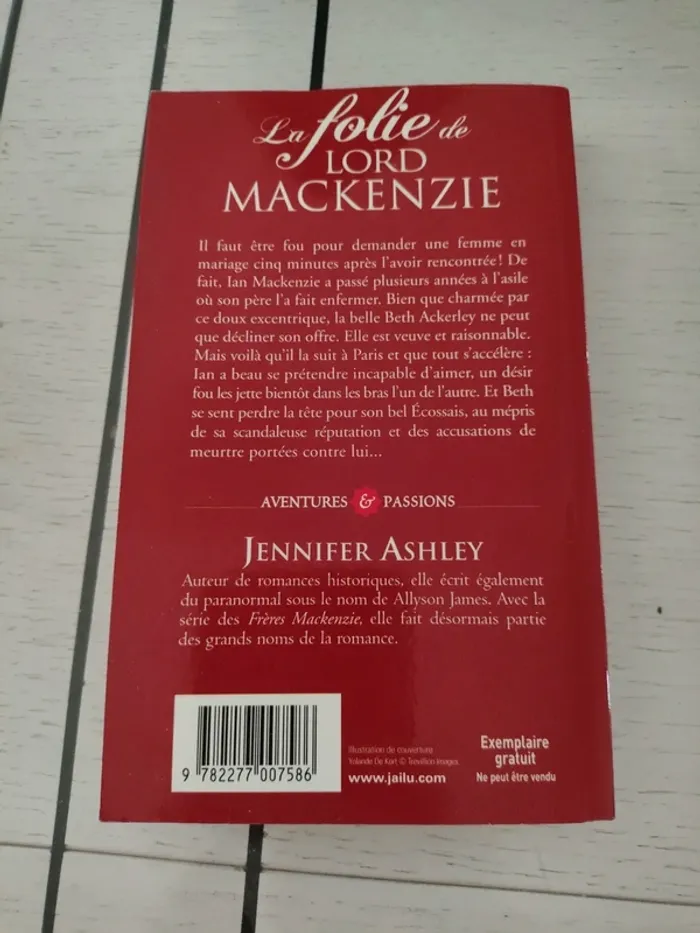 La folie de
LORD
MACKENZIE
Il faut être fou pour demander une femme en
mariage cinq minutes après l'avoir rencontrée! De
fait, Ian Mackenzie a passé plusieurs années à l'asile
où son père l'a fait enfermer. Bien que charmée par
ce doux excentrique, la belle Beth Ackerley ne peut
que décliner son offre. Elle est veuve et raisonnable.
Mais voilà qu'il la suit à Paris et que tout s'accélère :
Ian a beau se prétendre incapable d'aimer, un désir
fou les jette bientôt dans les bras l'un de l'autre. Et Beth
se sent perdre la tête pour son bel Écossais, au mépris
de sa scandaleuse réputation et des accusations de
meurtre portées contre lui...
AVENTURES & PASSIONS
JENNIFER ASHLEY
Auteur de romances historiques, elle écrit également
du paranormal sous le nom de Allyson James. Avec la
série des Frères Mackenzie, elle fait désormais partie
des grands noms de la romance.
9 782277 007586
Illustration de couverture
Yolande De Kort © Trevillion Images
www.jailu.com
Exemplaire
gratuit
Ne peut être vendu